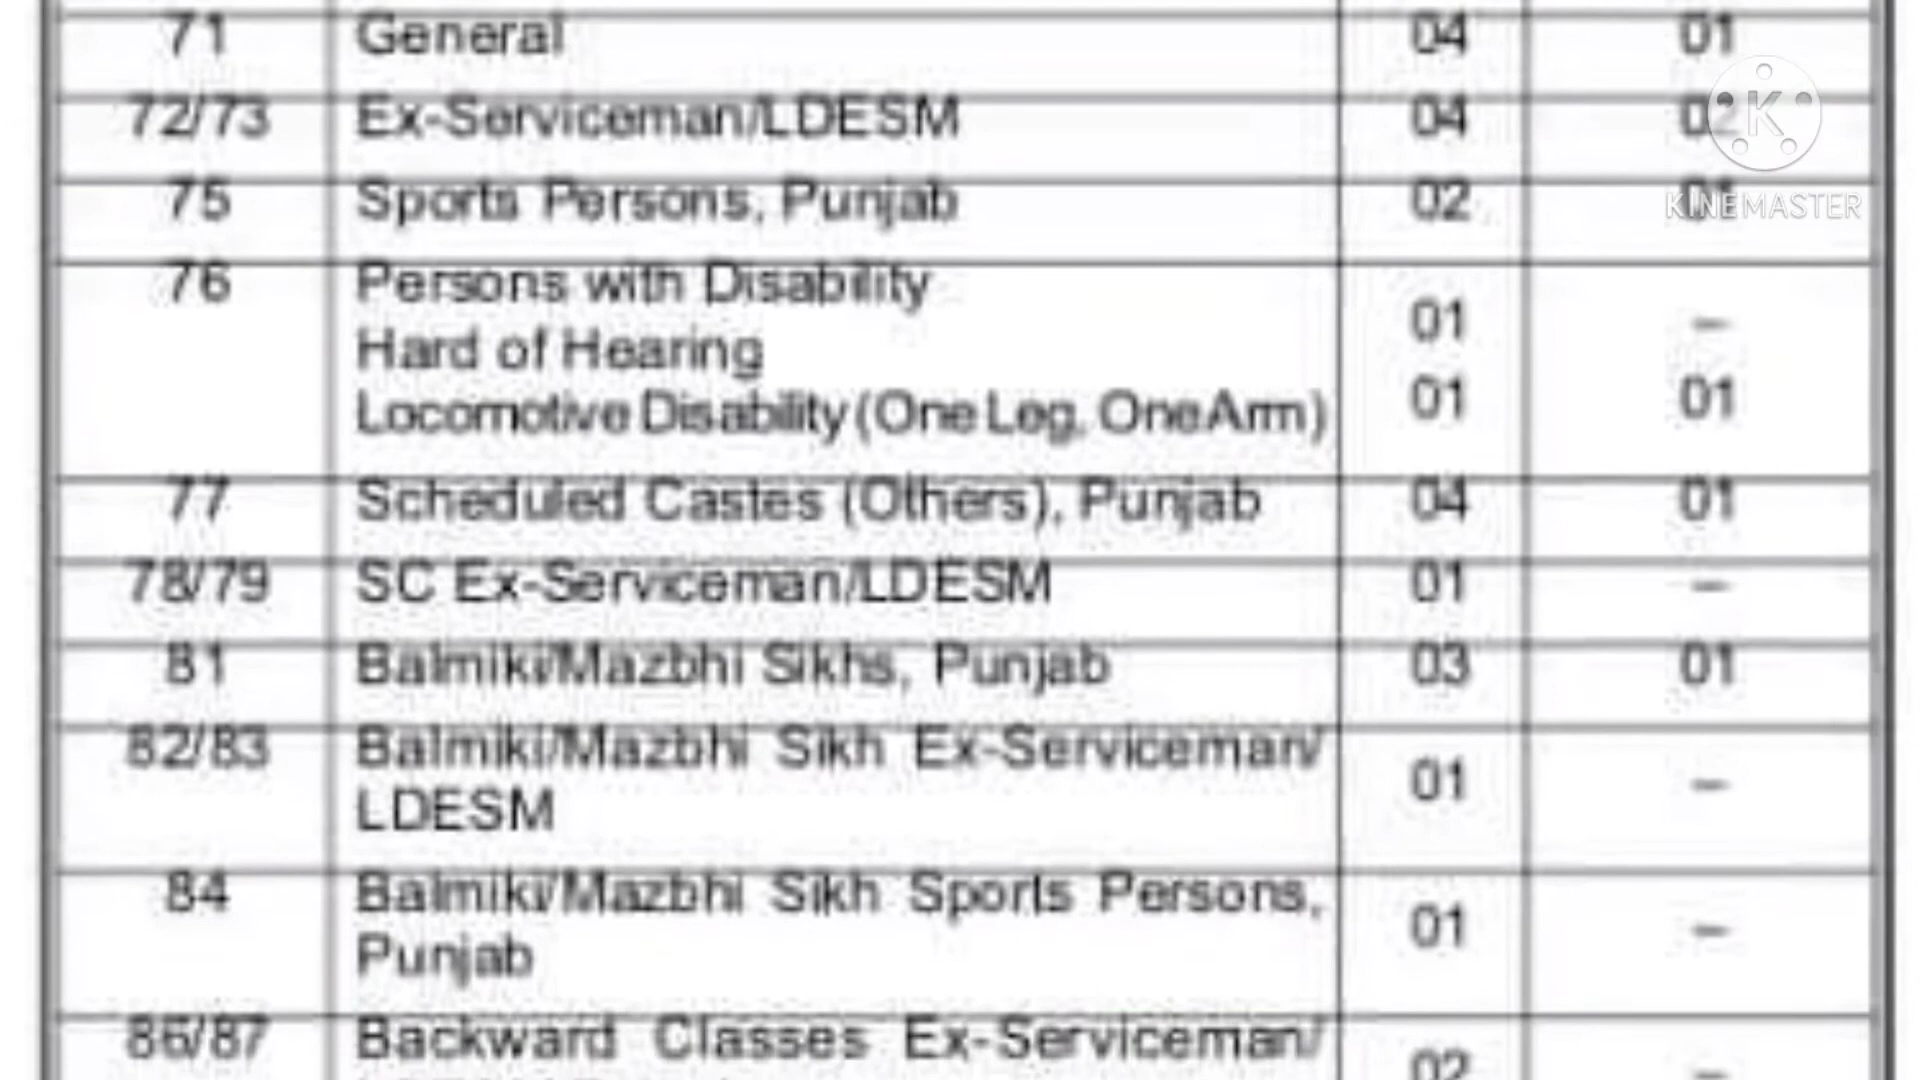 71 General 04 01
72/73 Ex-Serviceman/LDESM 04 02
K
75 Sports Persons, Punjab 02 01
KINEMASTER
76 Persons with Disability
01 –
Hard of Hearing
Locomotive Disability (One Leg, One Arm) 01 01
77 Scheduled Castes (Others), Punjab 04 01
78/79 SC Ex-Serviceman/LDESM 01 –
81 Balmiki/Mazbhi Sikhs, Punjab 03 01
82/83 Balmiki/Mazbhi Sikh Ex-Serviceman/
LDESM 01 –
84 Balmiki/Mazbhi Sikh Sports Persons,
Punjab 01 –
86/87 Backward Classes Ex-Serviceman/
02 –